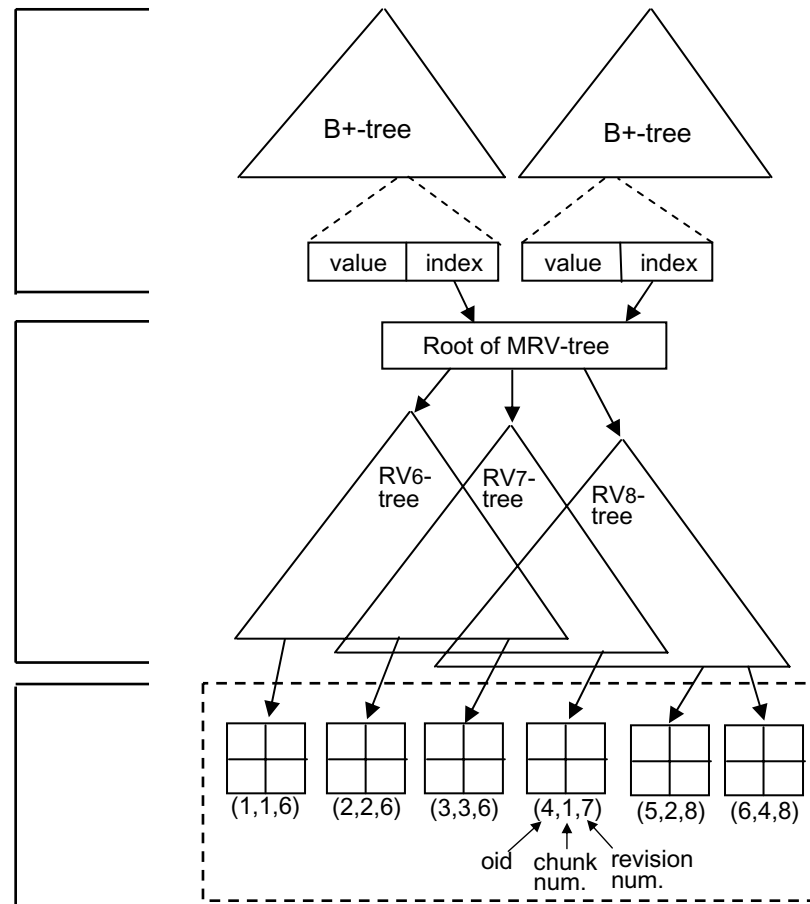 B+-tree
B+-tree
value
index
value
index
Root of MRV-tree
RV6-
tree
RV7-
tree
RV8-
tree
(1,1,6)
(2,2,6)
(3,3,6)
(4,1,7)
(5,2,8)
(6,4,8)
oid
chunk
num.
revision
num.